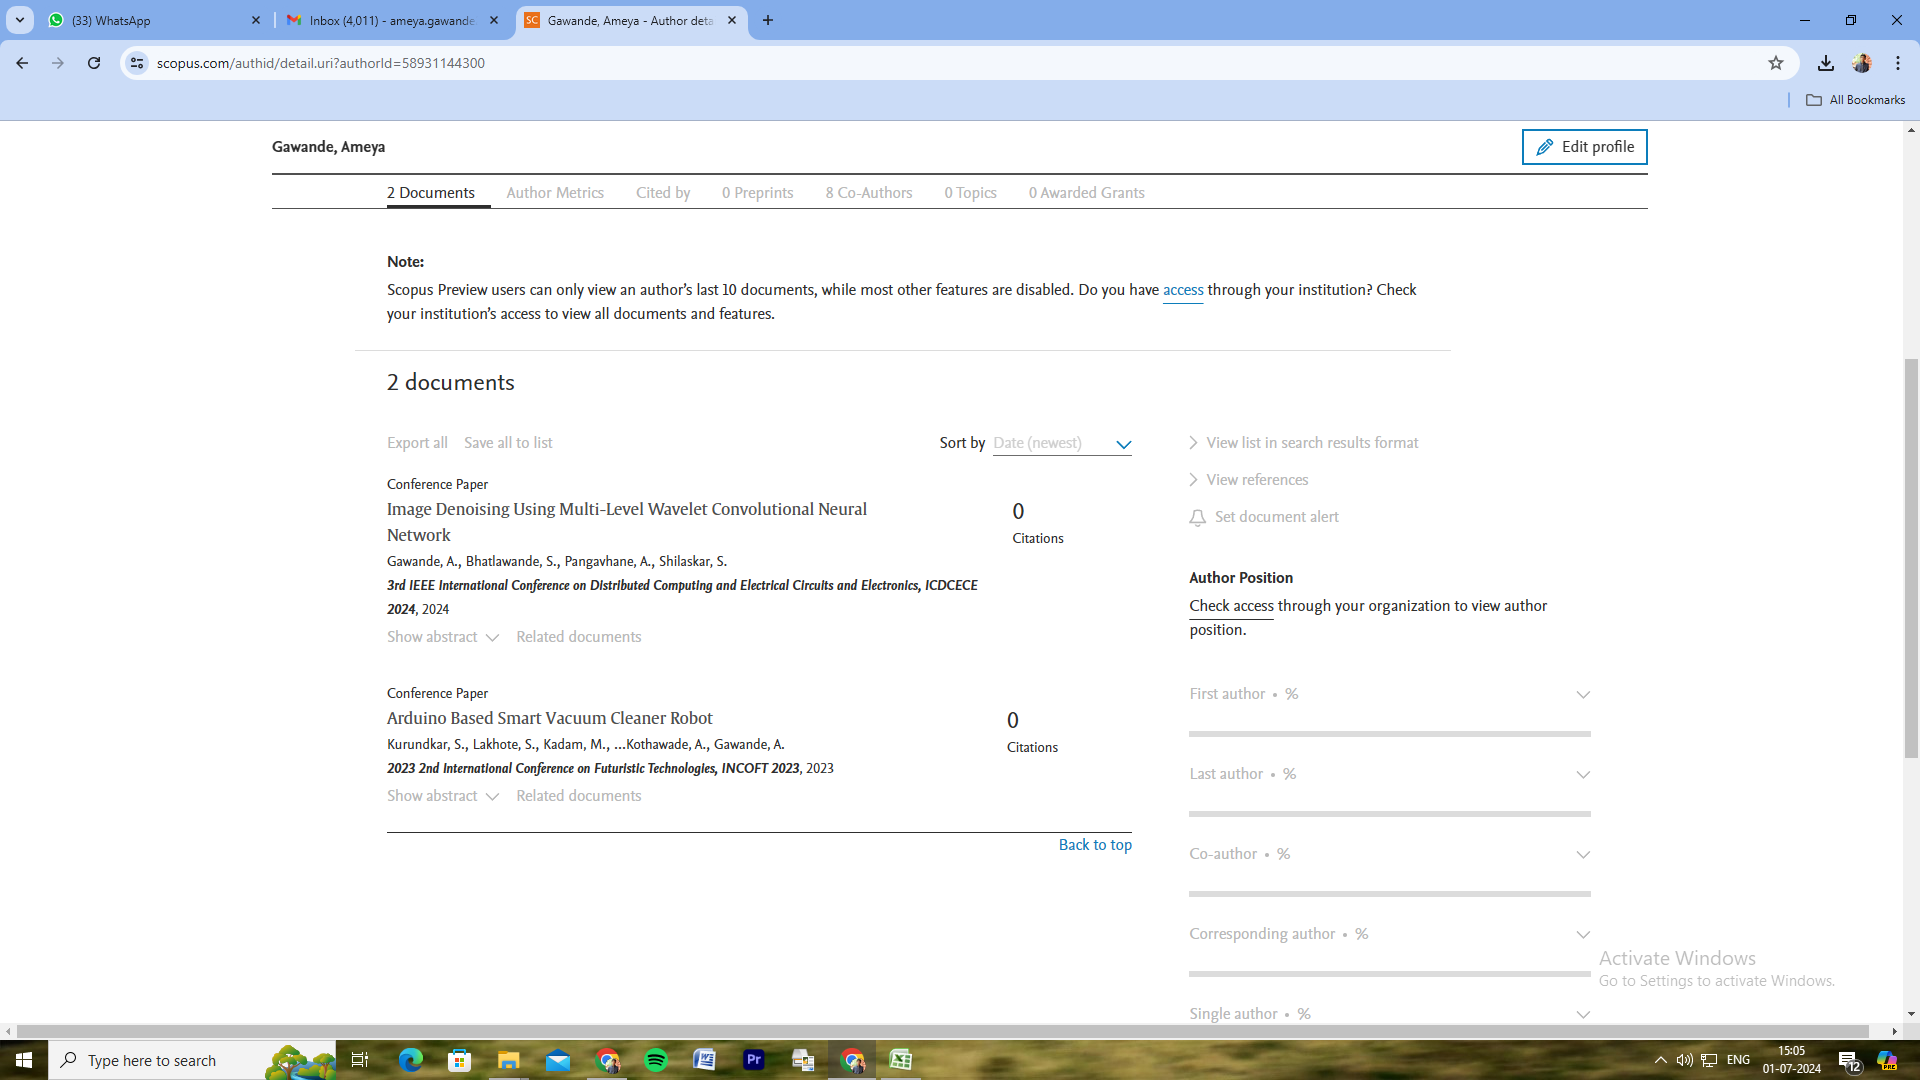 (33) WhatsApp
Inbox (4,011) - ameya.gawande
Gawande, Ameya - Author deta
scopus.com/authid/detail.uri?authorId=58931144300
All Bookmarks
Gawande, Ameya
Edit profile
2 Documents Author Metrics Cited by 0 Preprints 8 Co-Authors 0 Topics 0 Awarded Grants
Note:
Scopus Preview users can only view an author's last 10 documents, while most other features are disabled. Do you have access through your institution? Check
your institution's access to view all documents and features.
2 documents
Export all Save all to list
Sort by Date (newest)
Conference Paper
Image Denoising Using Multi-Level Wavelet Convolutional Neural
Network
Gawande, A., Bhatlawande, S., Pangavhane, A., Shilaskar, S.
3rd IEEE International Conference on Distributed Computing and Electrical Circuits and Electronics, ICDCECE
2024, 2024
Show abstract Related documents
0
Citations
Conference Paper
Arduino Based Smart Vacuum Cleaner Robot
Kurundkar, S., Lakhote, S., Kadam, M., ...Kothawade, A., Gawande, A.
2023 2nd International Conference on Futuristic Technologies, INCOFT 2023, 2023
Show abstract Related documents
0
Citations
Back to top
View list in search results format
View references
Set document alert
Author Position
Check access through your organization to view author
position.
First author • %
Last author • %
Co-author • %
Corresponding author • %
Single author • %
Activate Windows
Go to Settings to activate Windows.
Type here to search
ENG
15:05
01-07-2024
12